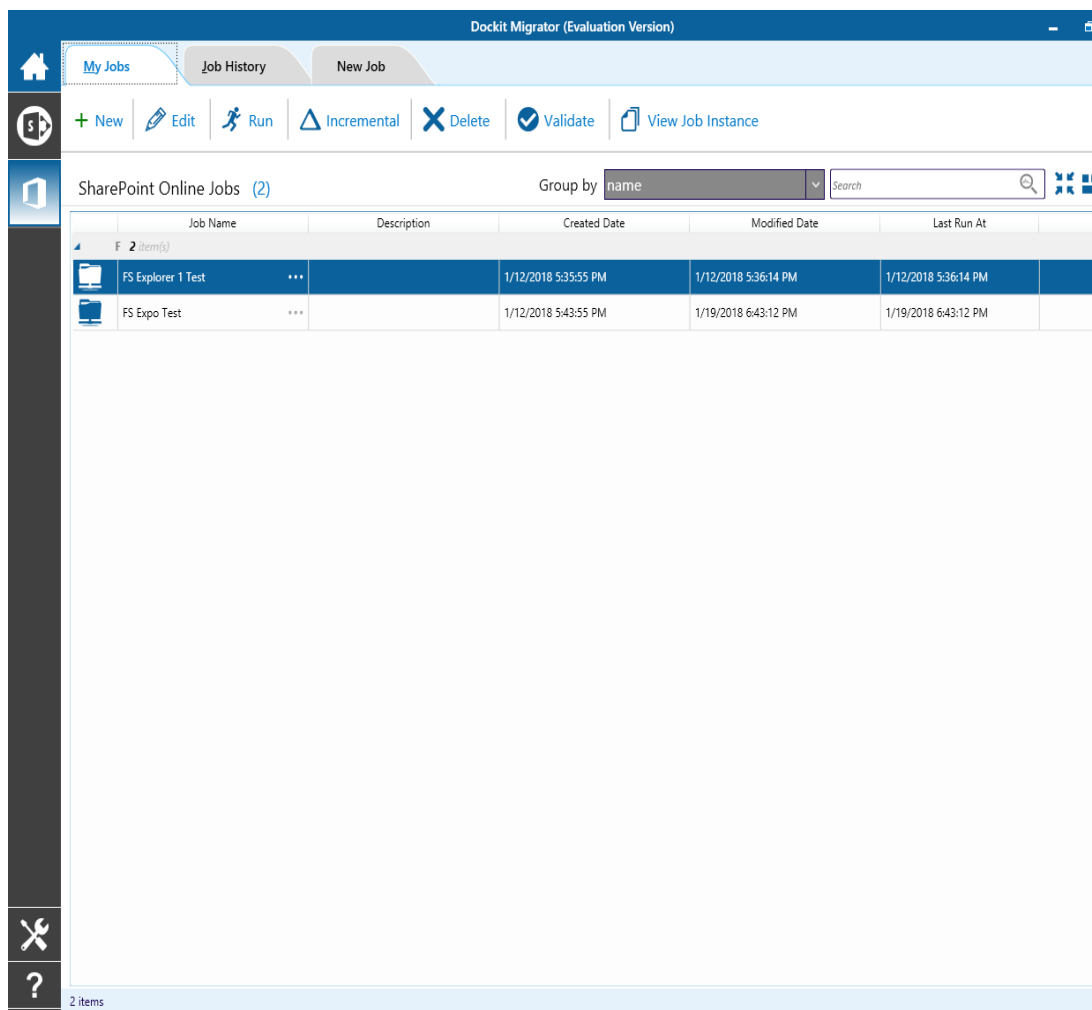 Dockit Migrator (Evaluation Version)
My Jobs Job History New Job
+ New Edit Run Incremental Delete Validate View Job Instance
SharePoint Online Jobs (2) Group by name Search
Job Name Description Created Date Modified Date Last Run At
F 2 item(s)
FS Explorer 1 Test ... 1/12/2018 5:35:55 PM 1/12/2018 5:36:14 PM 1/12/2018 5:36:14 PM
FS Expo Test ... 1/12/2018 5:43:55 PM 1/19/2018 6:43:12 PM 1/19/2018 6:43:12 PM
?
2 items